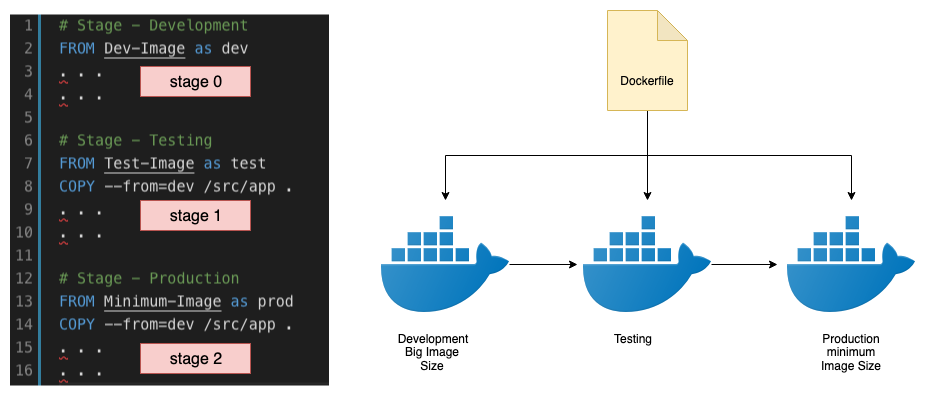 1 # Stage - Development
2 FROM Dev-Image as dev
3 . . .
stage 0
4 . . .
5
6 # Stage - Testing
7 FROM Test-Image as test
8 COPY --from=dev /src/app .
9 . . .
stage 1
10 . . .
11
12 # Stage - Production
13 FROM Minimum-Image as prod
14 COPY --from=dev /src/app .
15 . . .
stage 2
16 . . .
Dockerfile
Development
Big Image
Size
Testing
Production
minimum
Image Size